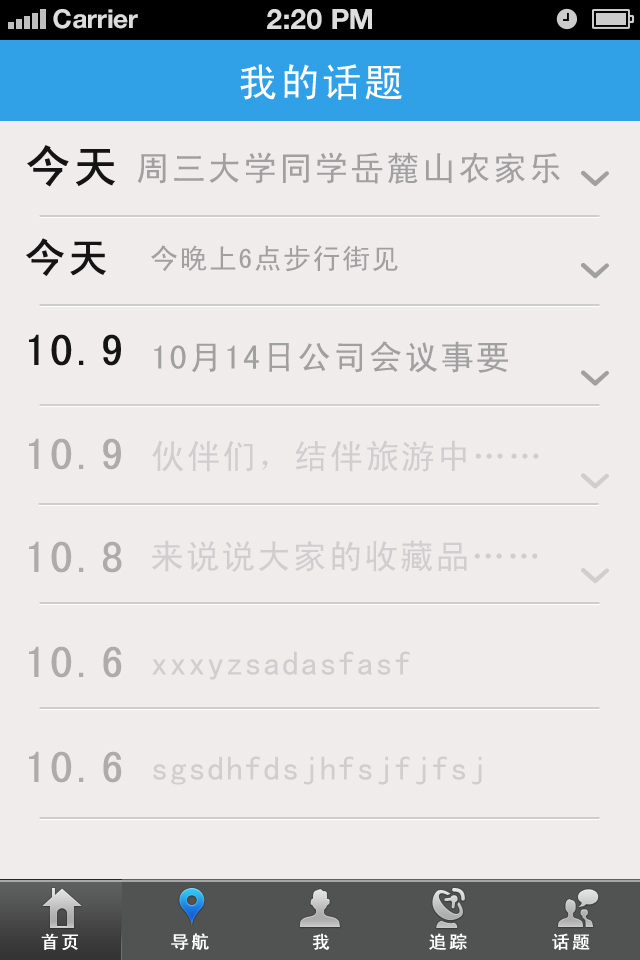 Carrier 2:20 PM
我的话题
今天 周三大学同学岳麓山农家乐
今天 今晚上6点步行街见
10.9 10月14日公司会议事要
10.9 伙伴们，结伴旅游中……
10.8 来说说大家的收藏品……
10.6 xxxyzsadasfasf
10.6 sgsdhfdsjhfsjfjfsj
首页 导航 我 追踪 话题